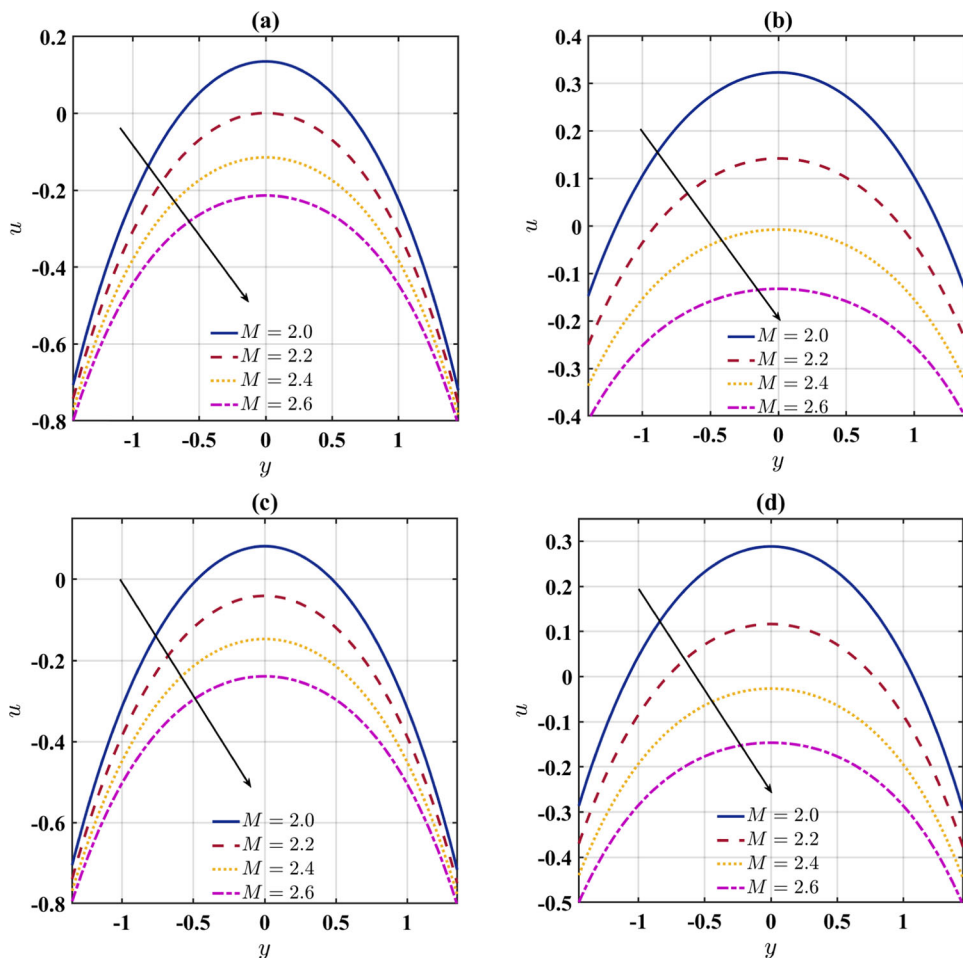 (a)
0.2
0
-0.2
-0.4
-0.6
-0.8
u
M = 2.0
M = 2.2
M = 2.4
M = 2.6
-1 -0.5 0 0.5 1
y
(b)
0.4
0.3
0.2
0.1
0
-0.1
-0.2
-0.3
-0.4
u
M = 2.0
M = 2.2
M = 2.4
M = 2.6
-1 -0.5 0 0.5 1
y
(c)
0
-0.2
-0.4
-0.6
-0.8
u
M = 2.0
M = 2.2
M = 2.4
M = 2.6
-1 -0.5 0 0.5 1
y
(d)
0.3
0.2
0.1
0
-0.1
-0.2
-0.3
-0.4
-0.5
u
M = 2.0
M = 2.2
M = 2.4
M = 2.6
-1 -0.5 0 0.5 1
y